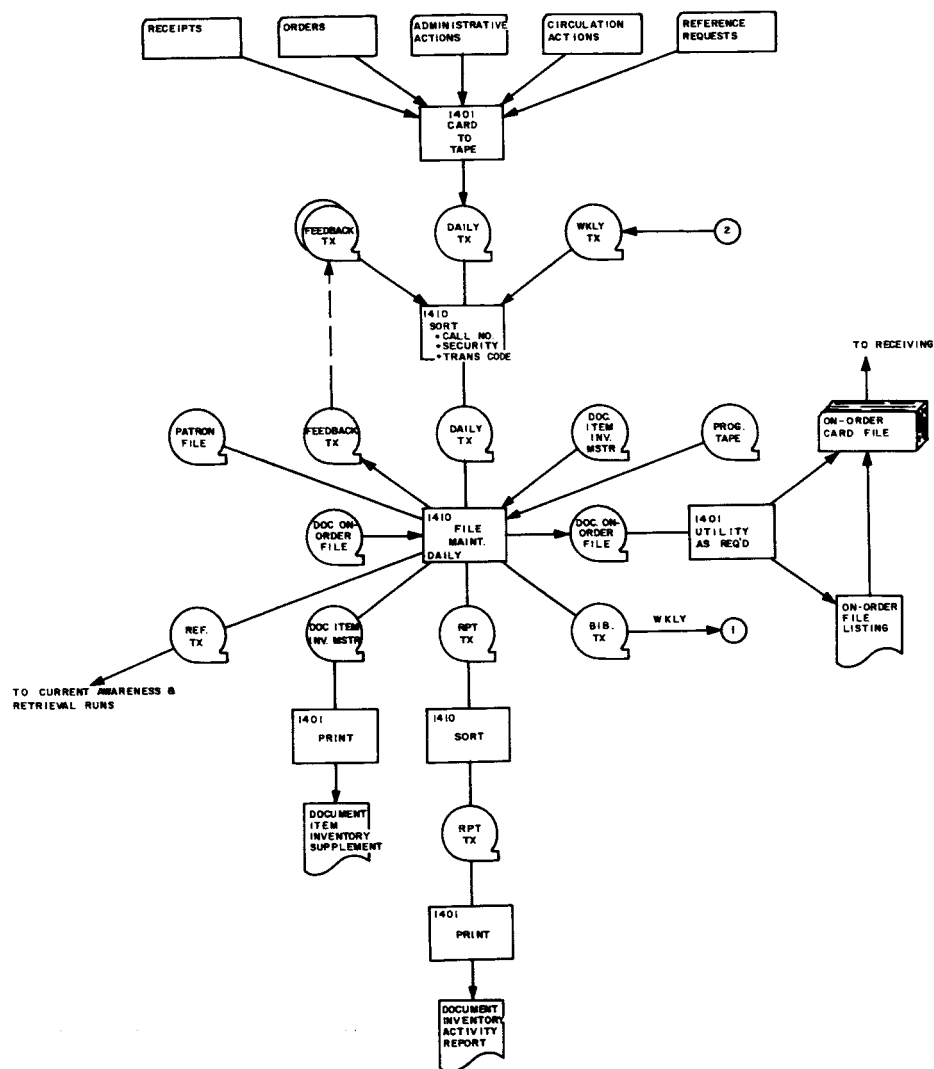 RECEIPTS
ORDERS
ADMINISTRATIVE
ACTIONS
CIRCULATION
ACTIONS
REFERENCE
REQUESTS
1401
CARD
TO
TAPE
FEEDBACK
TX
DAILY
TX
WKLY
TX
2
1410
SORT
• CALL NO.
• SECURITY
• TRANS CODE
TO RECEIVING
PATRON
FILE
FEEDBACK
TX
DAILY
TX
DOC.
ITEM
INV.
MSTR
PROG.
TAPE
ON-ORDER
CARD FILE
DOC ON-
ORDER
FILE
1410
FILE
MAINT.
DAILY
DOC. ON-
ORDER
FILE
1401
UTILITY
AS REQ'D
REF.
TX
DOC ITEM
INV. MSTR
RPT
TX
BIB.
TX
WKLY
1
ON-ORDER
FILE
LISTING
TO CURRENT AWARENESS &
RETRIEVAL RUNS
1401
PRINT
1410
SORT
DOCUMENT
ITEM
INVENTORY
SUPPLEMENT
RPT
TX
1401
PRINT
DOCUMENT
INVENTORY
ACTIVITY
REPORT